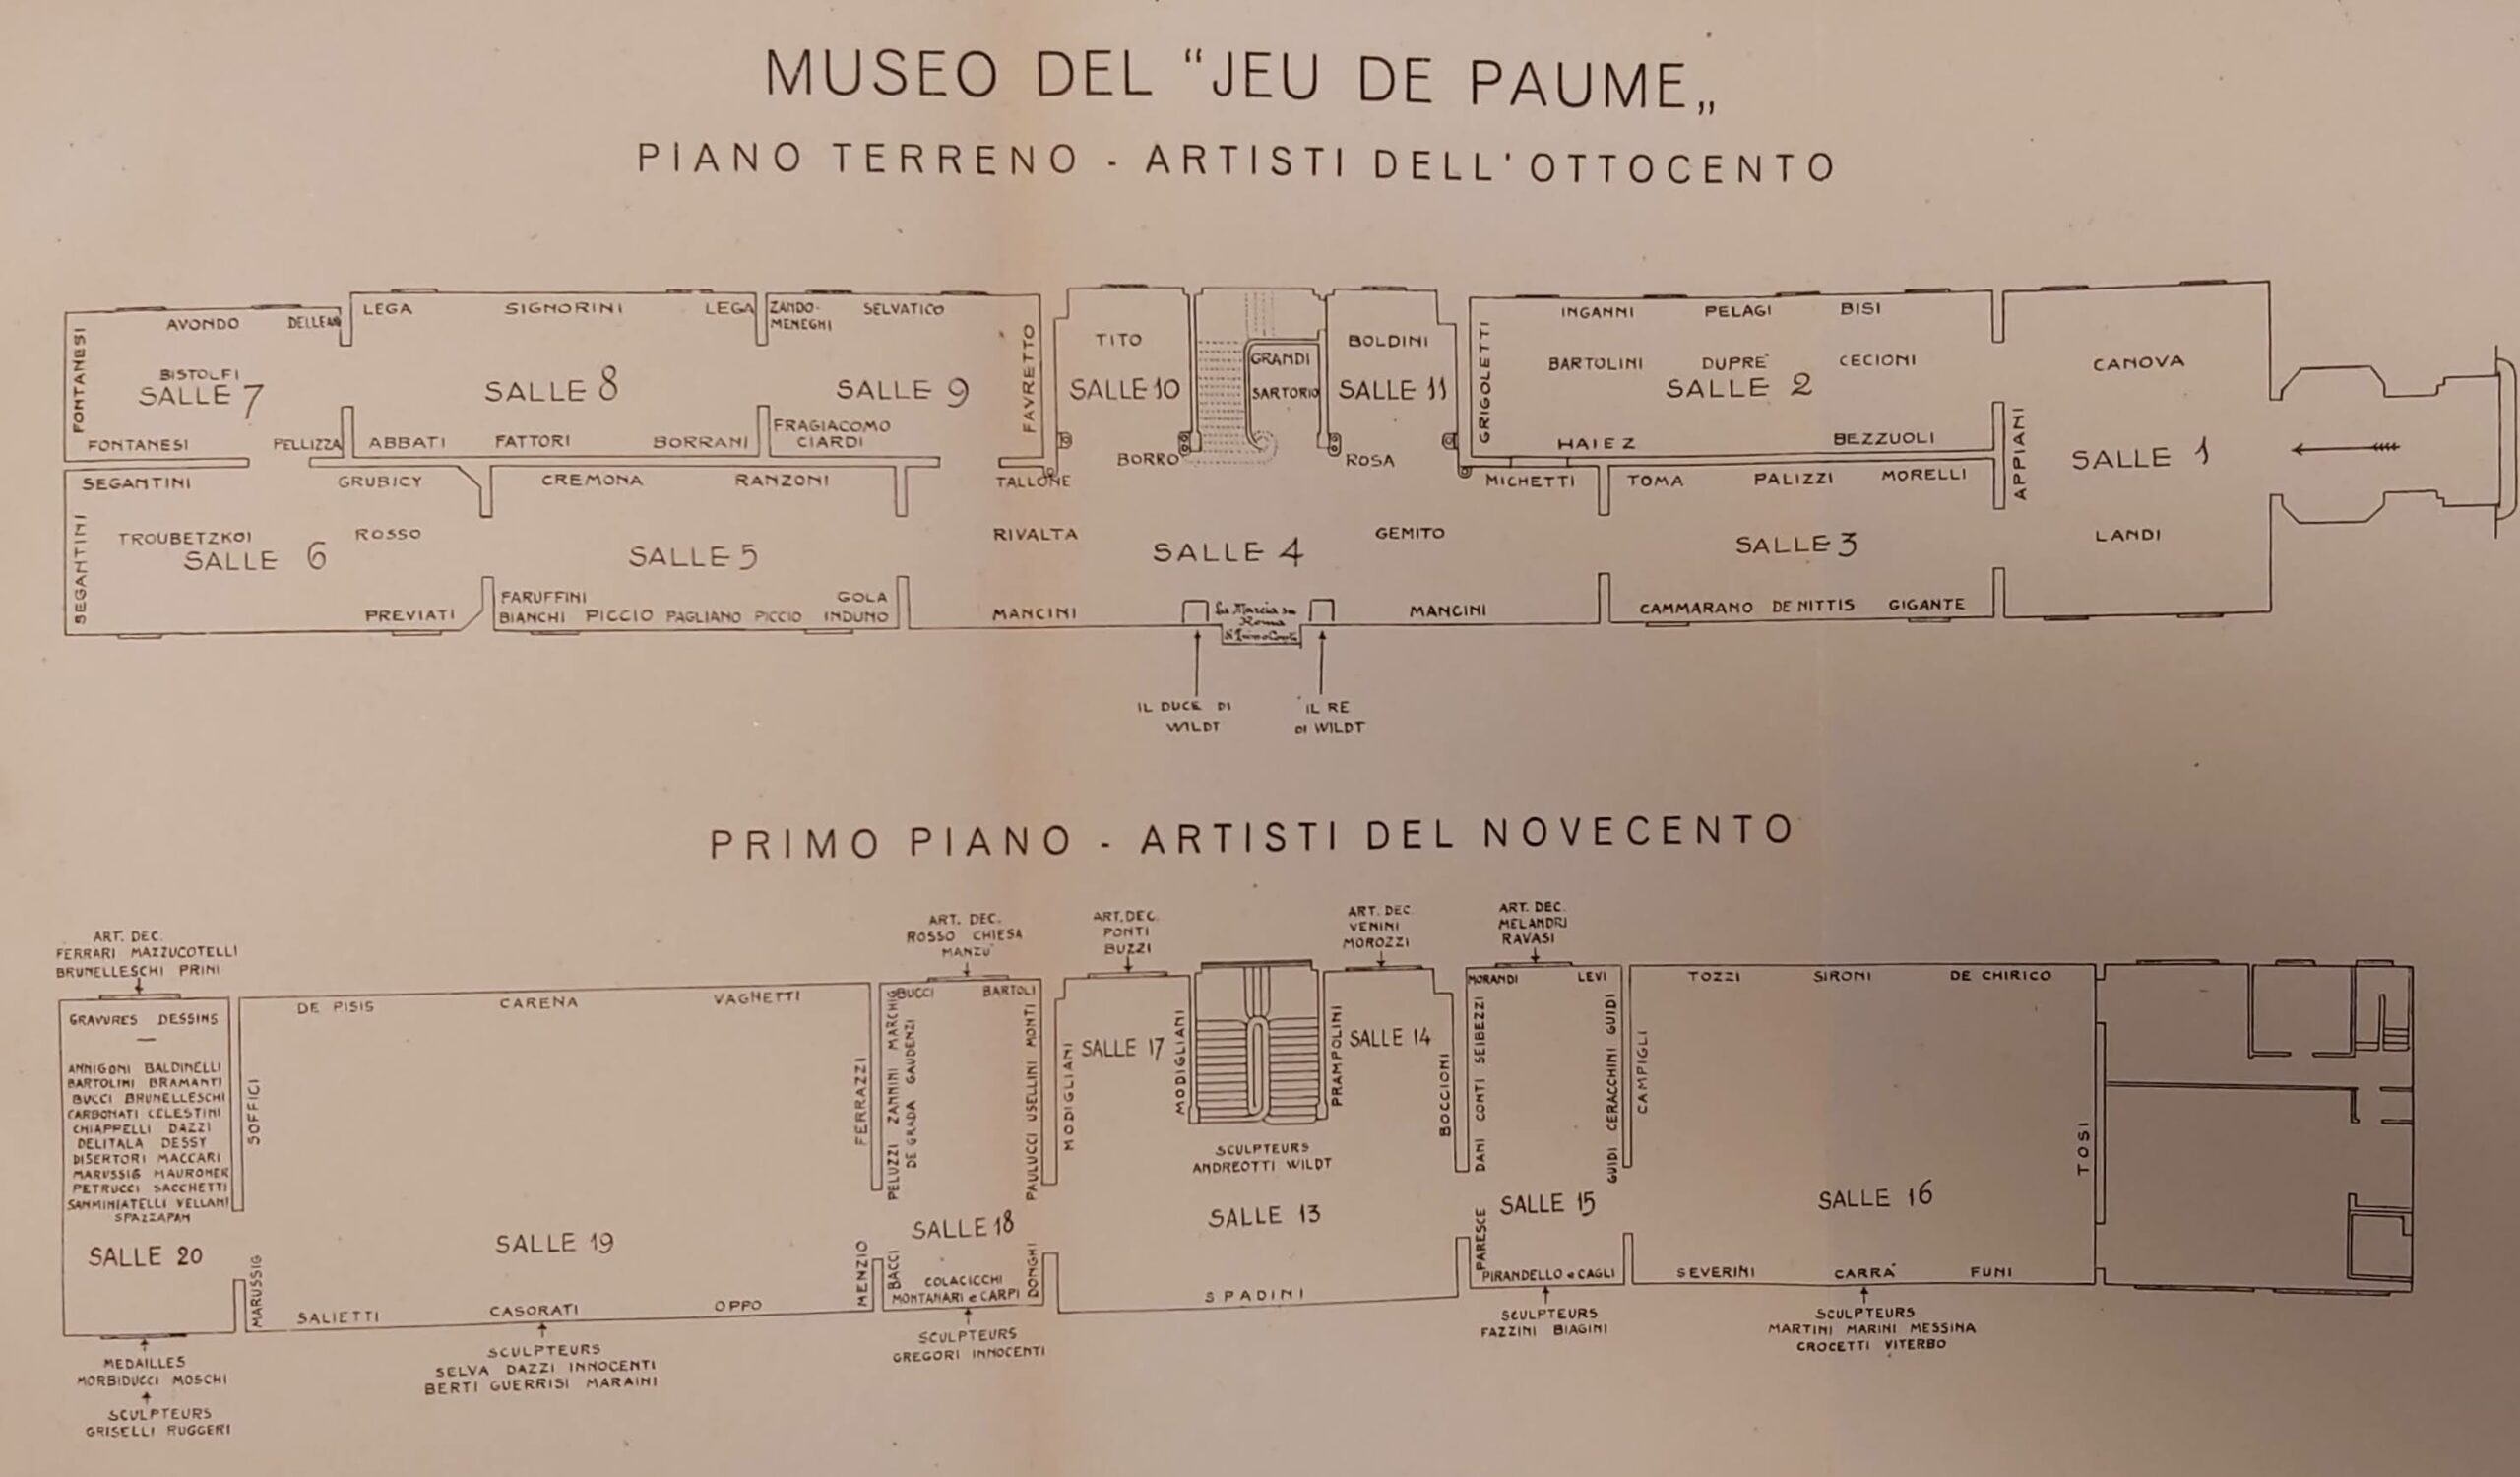 MUSEO DEL "JEU DE PAUME„
PIANO TERRENO - ARTISTI DELL'OTTOCENTO
FONTANESI
AVONDO
BISTOLFI
SALLE 7
FONTANESI
PELLIZZA
LEGA
SIGNORINI
LEGA
SALLE 8
ABBATI
FATTORI
BORRANI
ZANDO-
MENEGHI
SELVATICO
SALLE 9
FAVRETTO
FRAGIACOMO
CIARDI
TITO
SALLE 10
BORRO
GRANDI
SARTORIO
BOLDINI
SALLE 11
ROSA
GRIGOLETTI
INGANNI
PELAGI
BISI
BARTOLINI
DUPRE`
CECIONI
SALLE 2
HAIEZ
BEZZUOLI
CANOVA
APPIANI
SALLE 1
LANDI
SEGANTINI
GRUBICY
SEGANTINI
TROUBETZKOI
ROSSO
SALLE 6
PREVIATI
CREMONA
RANZONI
SALLE 5
FARUFFINI
GOLA
BIANCHI
PICCIO
PAGLIANO
PICCIO
INDUNO
TALLONE
MICHETTI
RIVALTA
GEMITO
SALLE 4
MANCINI
La Marcia su
Roma
MANCINI
TOMA
PALIZZI
MORELLI
SALLE 3
CAMMARANO
DE NITTIS
GIGANTE
IL DUCE DI
WILDT
IL RE
DI WILDT
PRIMO PIANO - ARTISTI DEL NOVECENTO
ART. DEC.
FERRARI MAZZUCOTELLI
BRUNELLESCHI PRINI
GRAVURES DESSINS
ANNIGONI BALDINELLI
BARTOLINI BRAMANTI
BUCCI BRUNELLESCHI
CARBONATI CELESTINI
CHIAPPELLI DAZZI
DELITALA DESSY
DISERTORI MACCARI
MARUSSIG MAURONER
PETRUCCI SACCHETTI
SANMINIATELLI VELLANI
SPAZZAPAN
SALLE 20
MEDAILLES
MORBIDUCCI MOSCHI
SCULPTEURS
GRISELLI RUGGERI
DE PISIS
CARENA
VAGNETTI
SOFFICI
FERRAZZI
SALLE 19
MARUSSIG
MENZIO
SALIETTI
CASORATI
OPPO
SCULPTEURS
SELVA DAZZI INNOCENTI
BERTI GUERRISI MARAINI
ART. DEC.
ROSSO CHIESA
MANZU`
BUCCI
BARTOLI
PELUZZI ZANNINI MARCHIG
DE GRADA GAUDENZI
PAULUCCI USELLINI MONTI
SALLE 18
BACCI
DONGHI
COLACICCHI
MONTANARI e CARPI
SCULPTEURS
GREGORI INNOCENTI
ART. DEC.
PONTI
BUZZI
MODIGLIANI
SALLE 17
MODIGLIANI
SCULPTEURS
ANDREOTTI WILDT
SALLE 13
SPADINI
ART. DEC.
VENINI
MOROZZI
PRAMPOLINI
SALLE 14
BOCCIONI
ART. DEC.
MELANDRI
RAVASI
MORANDI
LEVI
DANI CONTI SEIBEZZI
GUIDI CERACCHINI GUIDI
SALLE 15
PARESCE
PIRANDELLO e CAGLI
SCULPTEURS
FAZZINI BIAGINI
TOZZI
SIRONI
DE CHIRICO
CAMPIGLI
TOSI
SALLE 16
SEVERINI
CARRA`
FUNI
SCULPTEURS
MARTINI MARINI MESSINA
CROCETTI VITERBO